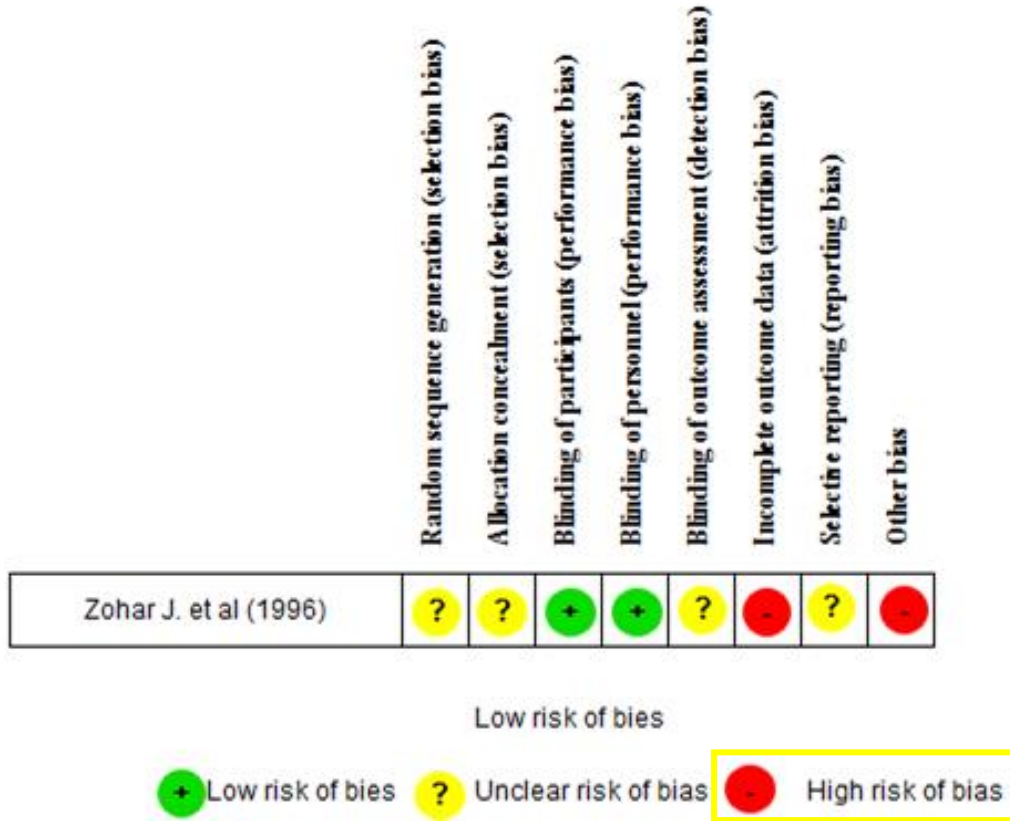 Random sequence generation (selection bias)
Allocation concealment (selection bias)
Blinding of participants (performance bias)
Blinding of personnel (performance bias)
Blinding of outcome assessment (detection bias)
Incomplete outcome data (attrition bias)
Selective reporting (reporting bias)
Other bias
Zohar J. et al (1996) ? ? + + ? - ? -
Low risk of bies
+ Low risk of bies ? Unclear risk of bias - High risk of bias